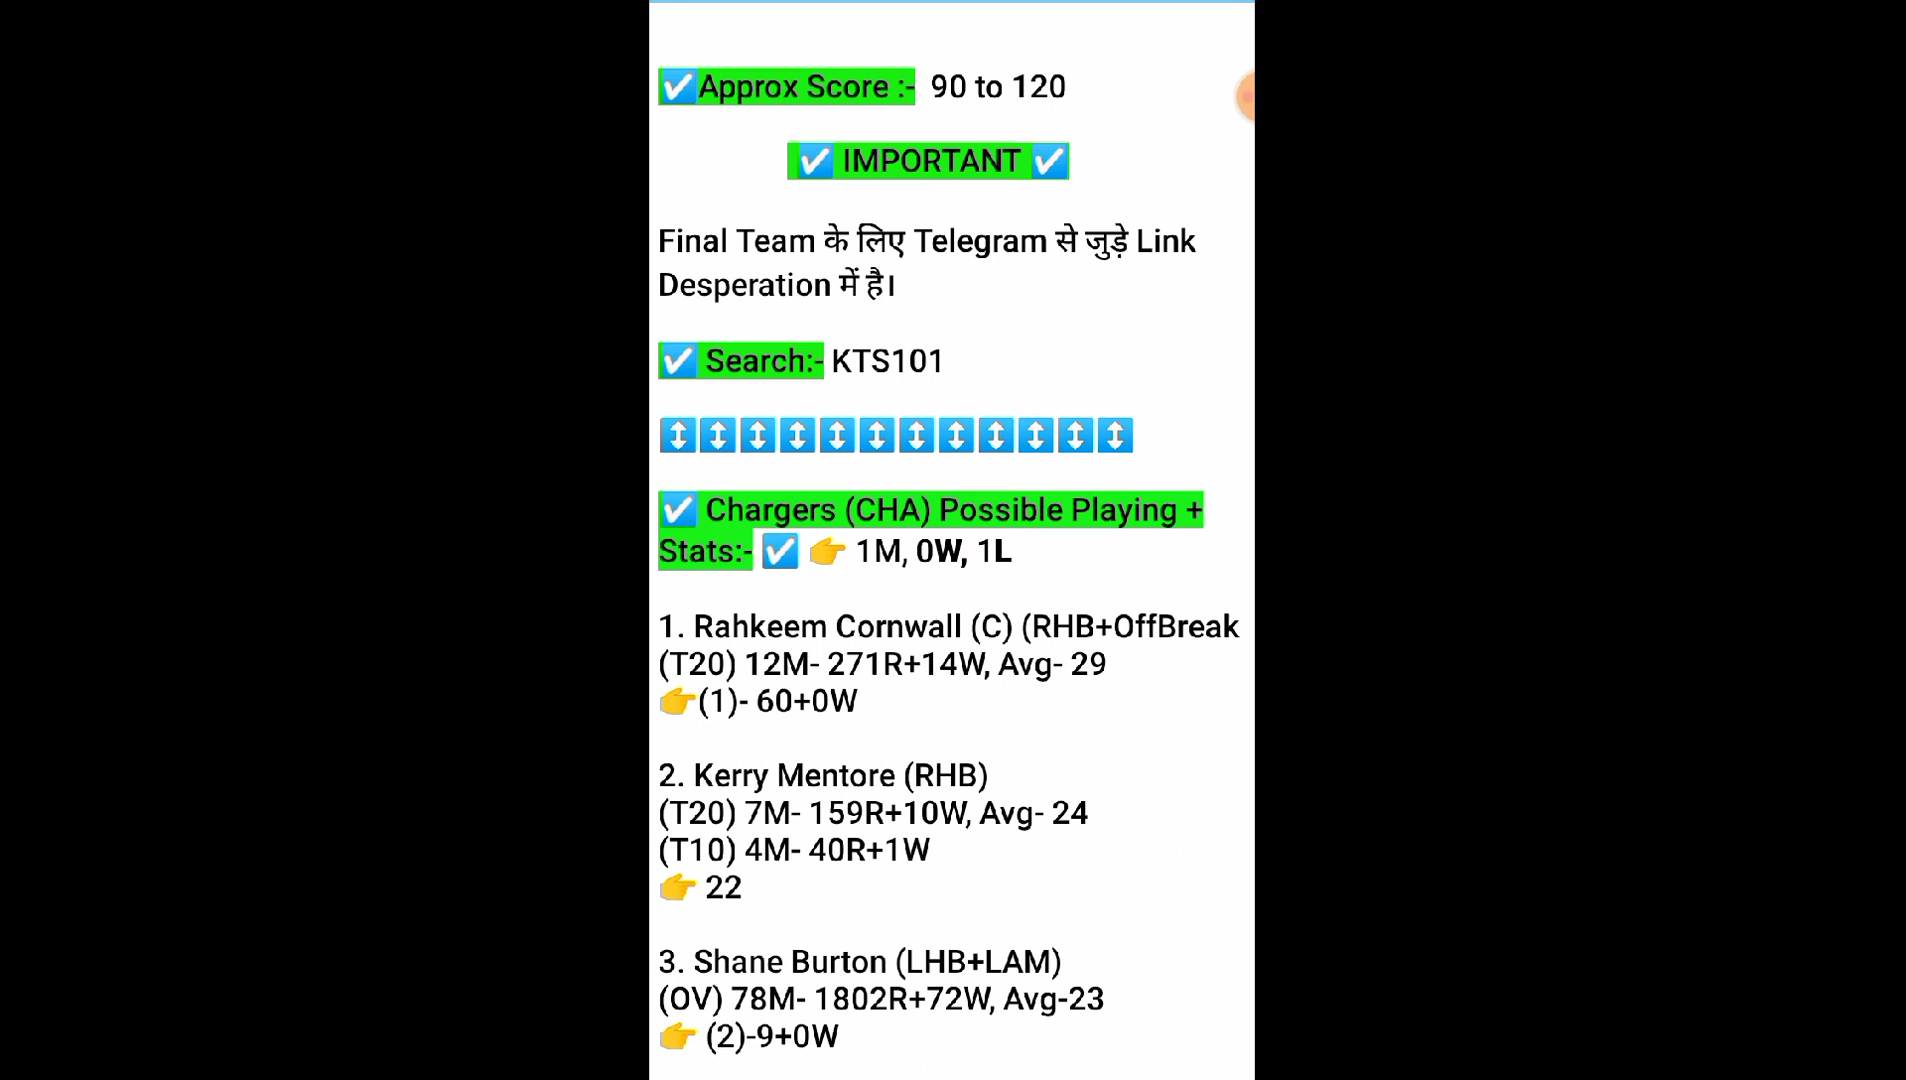 ✅Approx Score :- 90 to 120
✅ IMPORTANT ✅
Final Team के लिए Telegram से जुड़े Link
Desperation में है।
✅ Search:- KTS101
↕️↕️↕️↕️↕️↕️↕️↕️↕️↕️↕️↕️
✅ Chargers (CHA) Possible Playing +
Stats:- ✅ 👉 1M, 0W, 1L
1. Rahkeem Cornwall (C) (RHB+OffBreak
(T20) 12M- 271R+14W, Avg- 29
👉(1)- 60+0W
2. Kerry Mentore (RHB)
(T20) 7M- 159R+10W, Avg- 24
(T10) 4M- 40R+1W
👉 22
3. Shane Burton (LHB+LAM)
(OV) 78M- 1802R+72W, Avg-23
👉 (2)-9+0W